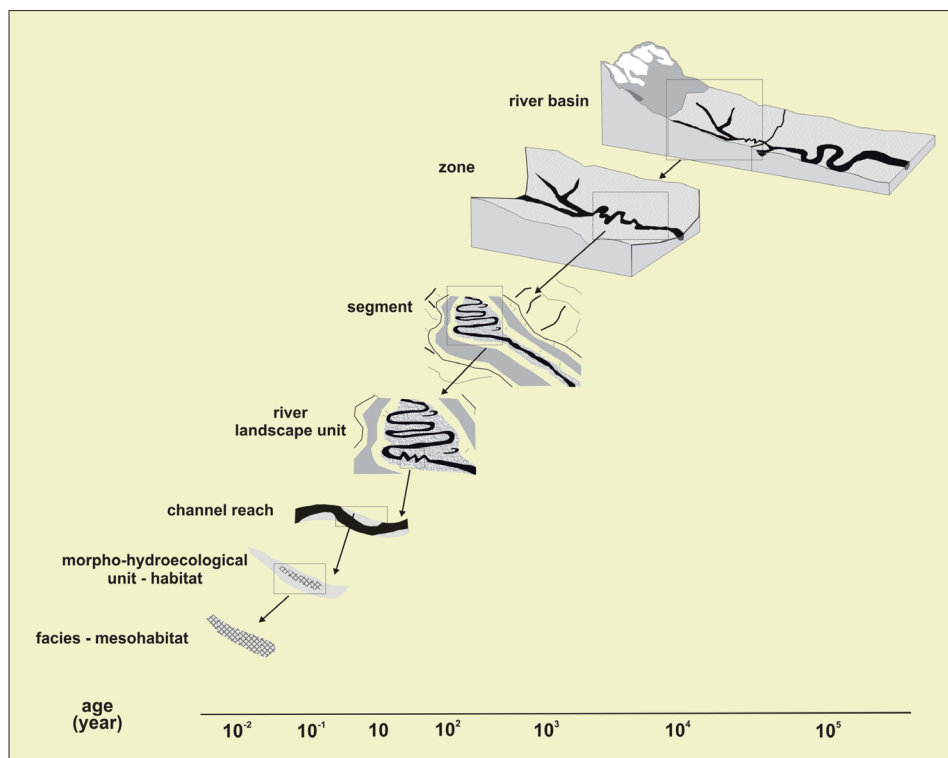 river basin
zone
segment
river
landscape unit
channel reach
morpho-hydroecological
unit - habitat
facies - mesohabitat
age
(year)
10⁻² 10⁻¹ 10 10² 10³ 10⁴ 10⁵